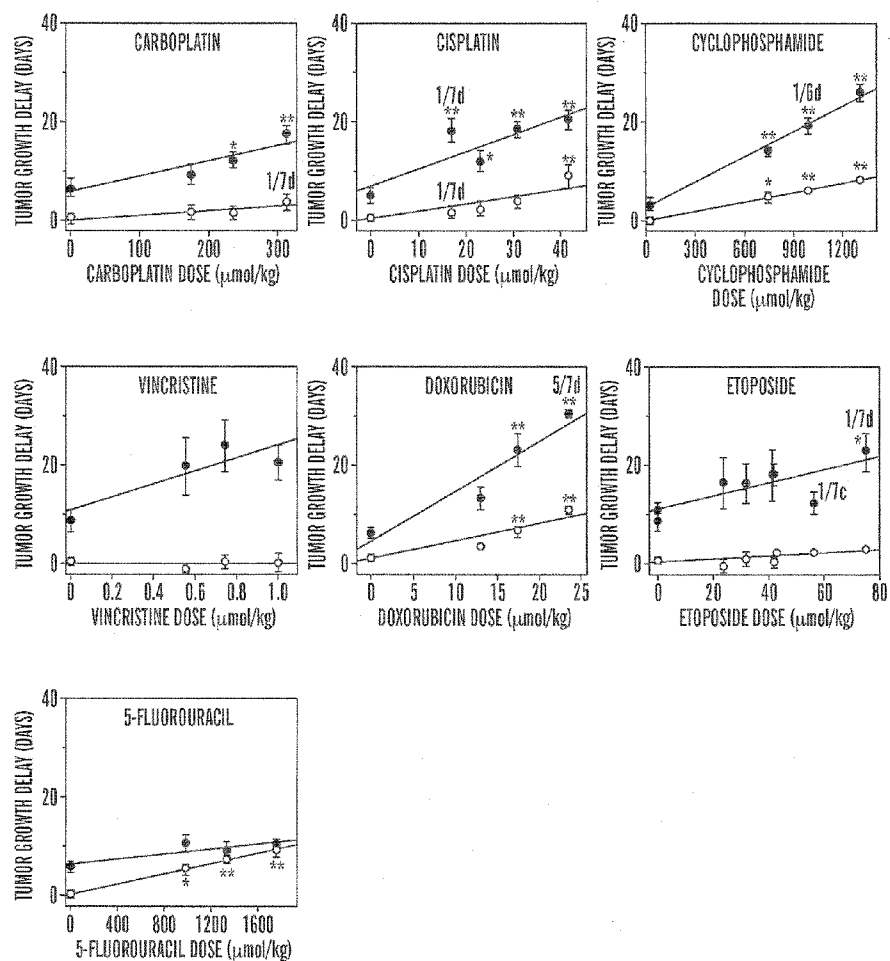 CARBOPLATIN
TUMOR GROWTH DELAY (DAYS)
40
20
0
**
*
1/7d
0 100 200 300
CARBOPLATIN DOSE (μmol/kg)
CISPLATIN
TUMOR GROWTH DELAY (DAYS)
40
20
0
1/7d
**
*
**
**
1/7d
**
0 10 20 30 40
CISPLATIN DOSE (μmol/kg)
CYCLOPHOSPHAMIDE
TUMOR GROWTH DELAY (DAYS)
40
20
0
**
1/6d
**
**
*
**
**
0 300 600 900 1200
CYCLOPHOSPHAMIDE
DOSE (μmol/kg)
VINCRISTINE
TUMOR GROWTH DELAY (DAYS)
40
20
0
0 0.2 0.4 0.6 0.8 1.0
VINCRISTINE DOSE (μmol/kg)
DOXORUBICIN
TUMOR GROWTH DELAY (DAYS)
40
20
0
5/7d
**
**
**
**
0 5 10 15 20 25
DOXORUBICIN DOSE (μmol/kg)
ETOPOSIDE
TUMOR GROWTH DELAY (DAYS)
40
20
0
1/7d
*
1/7c
0 20 40 60 80
ETOPOSIDE DOSE (μmol/kg)
5-FLUOROURACIL
TUMOR GROWTH DELAY (DAYS)
40
20
0
*
**
**
0 400 800 1200 1600
5-FLUOROURACIL DOSE (μmol/kg)